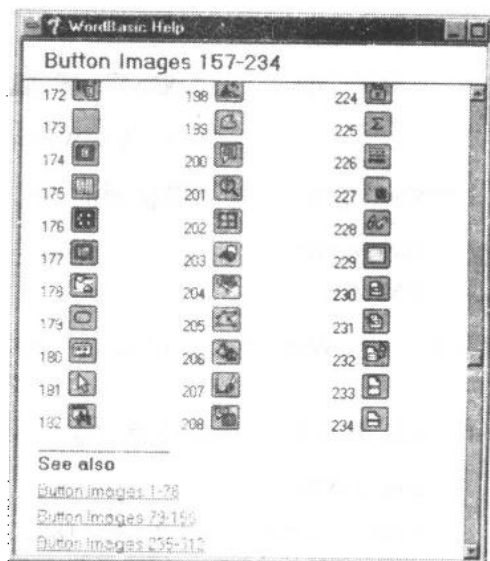 WordBasic Help
Button Images 157-234
172 198 224
173 199 225
174 200 226
175 201 227
176 202 228
177 203 229
178 204 230
179 205 231
180 206 232
181 207 233
182 208 234
See also
Button Images 1-78
Button Images 79-156
Button Images 235-312